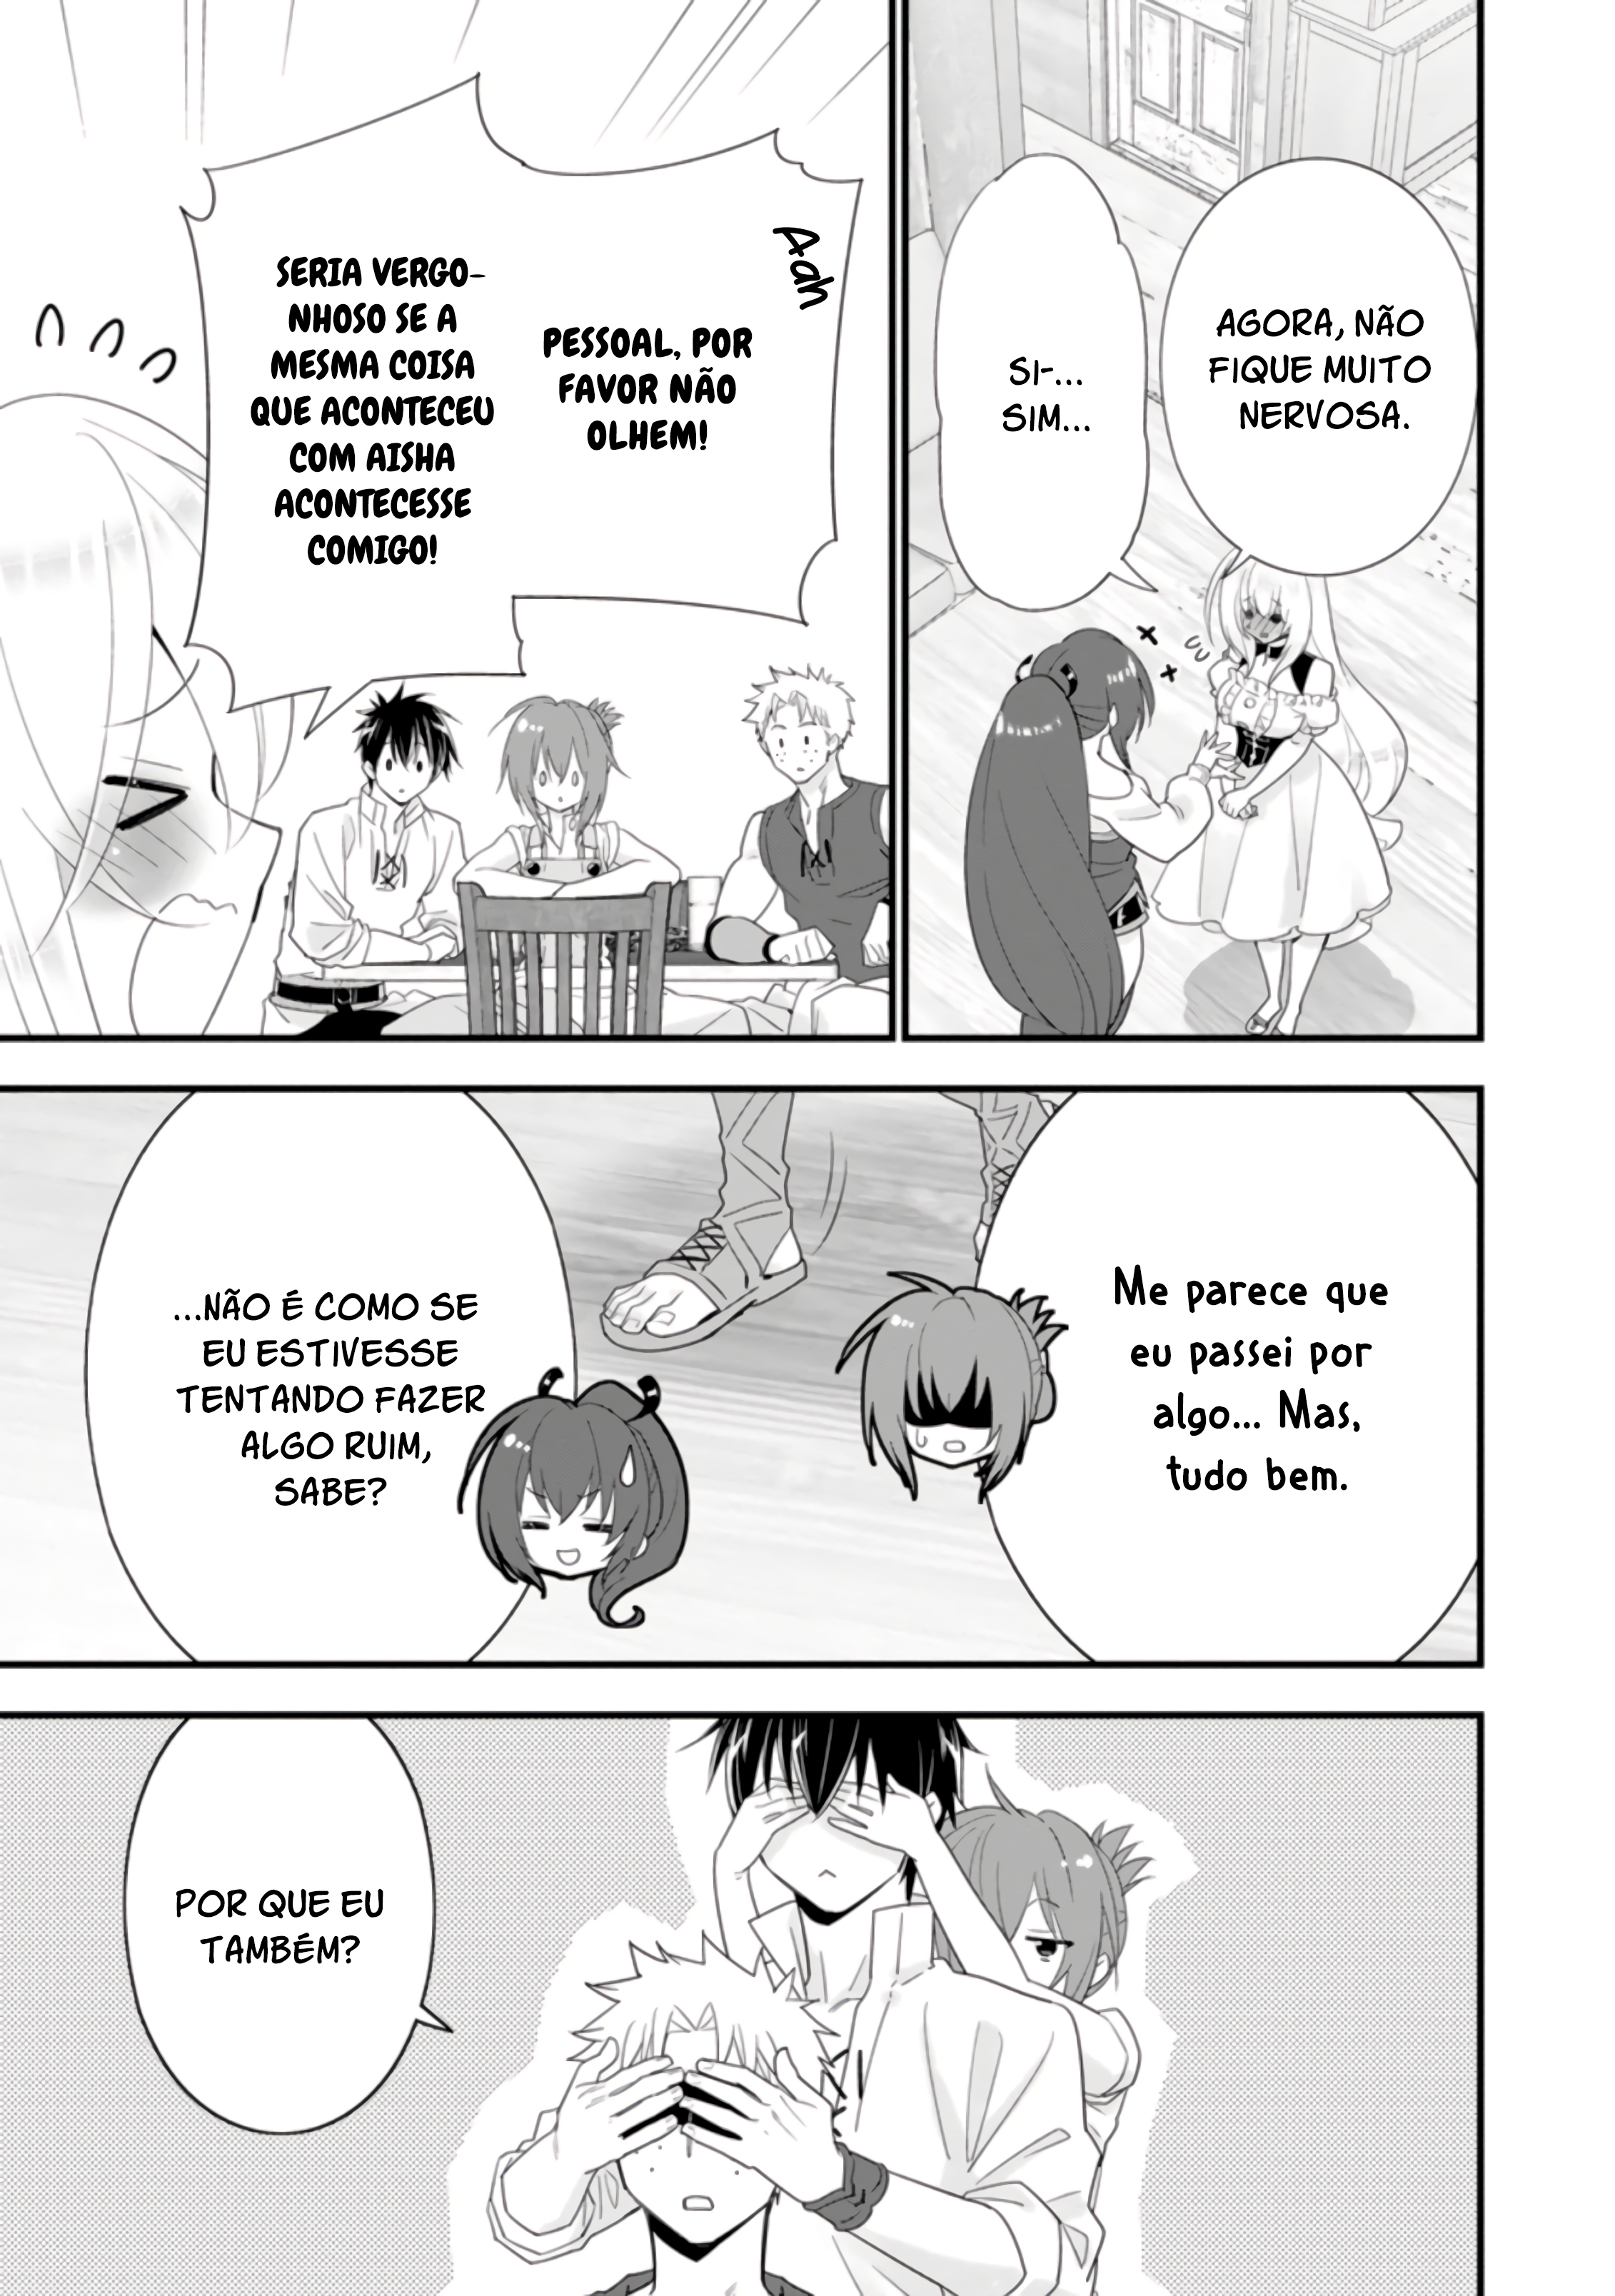 AGORA, NÃO
FIQUE MUITO
NERVOSA.
SI-...
SIM...
Aah
PESSOAL, POR
FAVOR NÃO
OLHEM!
SERIA VERGO-
NHOSO SE A
MESMA COISA
QUE ACONTECEU
COM AISHA
ACONTECESSE
COMIGO!
Me parece que
eu passei por
algo... Mas,
tudo bem.
...NÃO É COMO SE
EU ESTIVESSE
TENTANDO FAZER
ALGO RUIM,
SABE?
POR QUE EU
TAMBÉM?